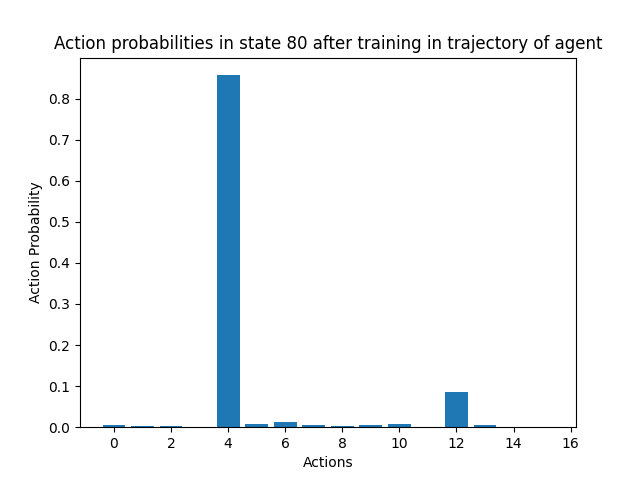 Action probabilities in state 80 after training in trajectory of agent
0.8
0.7
0.6
0.5
0.4
0.3
0.2
0.1
0.0
Action Probability
0 2 4 6 8 10 12 14 16
Actions